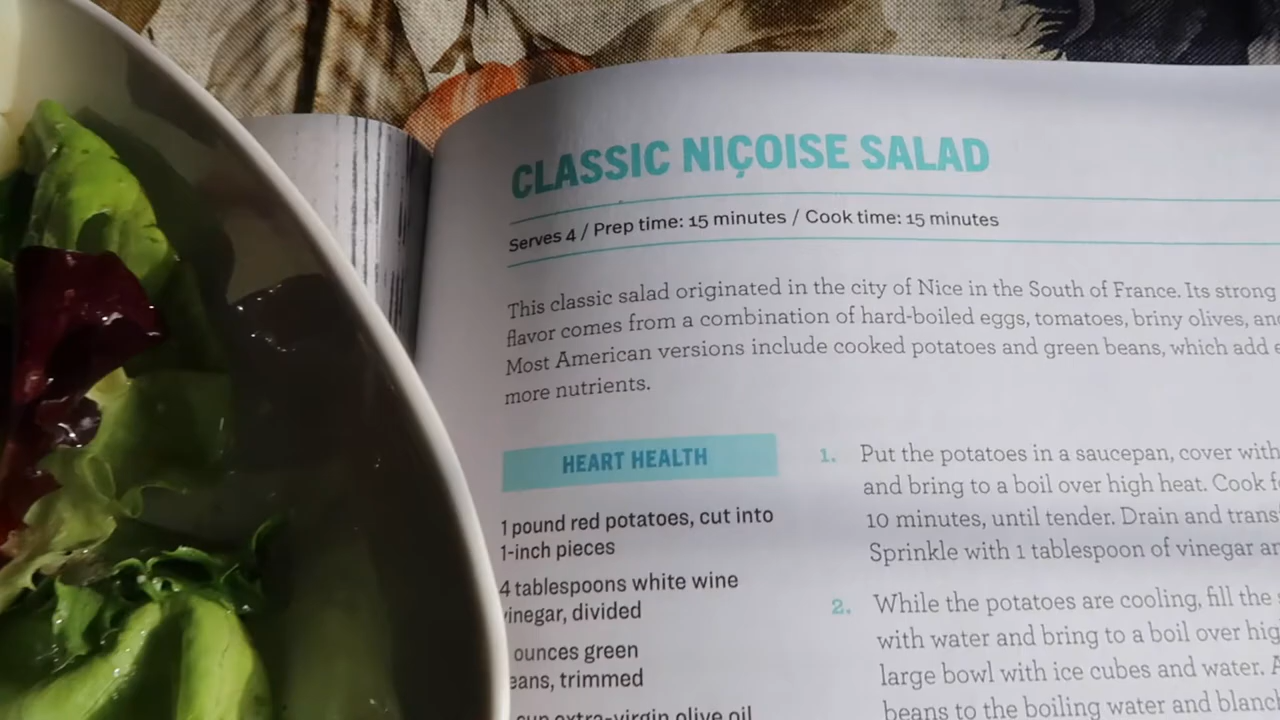 CLASSIC NIÇOISE SALAD
Serves 4 / Prep time: 15 minutes / Cook time: 15 minutes
This classic salad originated in the city of Nice in the South of France. Its strong
flavor comes from a combination of hard-boiled eggs, tomatoes, briny olives, and
Most American versions include cooked potatoes and green beans, which add
more nutrients.
HEART HEALTH
1 pound red potatoes, cut into
1-inch pieces
4 tablespoons white wine
vinegar, divided
ounces green
beans, trimmed
cup extra-virgin olive oil
1. Put the potatoes in a saucepan, cover with
and bring to a boil over high heat. Cook
10 minutes, until tender. Drain and
Sprinkle with 1 tablespoon of vinegar
2. While the potatoes are cooling, fill the
with water and bring to a boil over
large bowl with ice cubes and water.
beans to the boiling water and